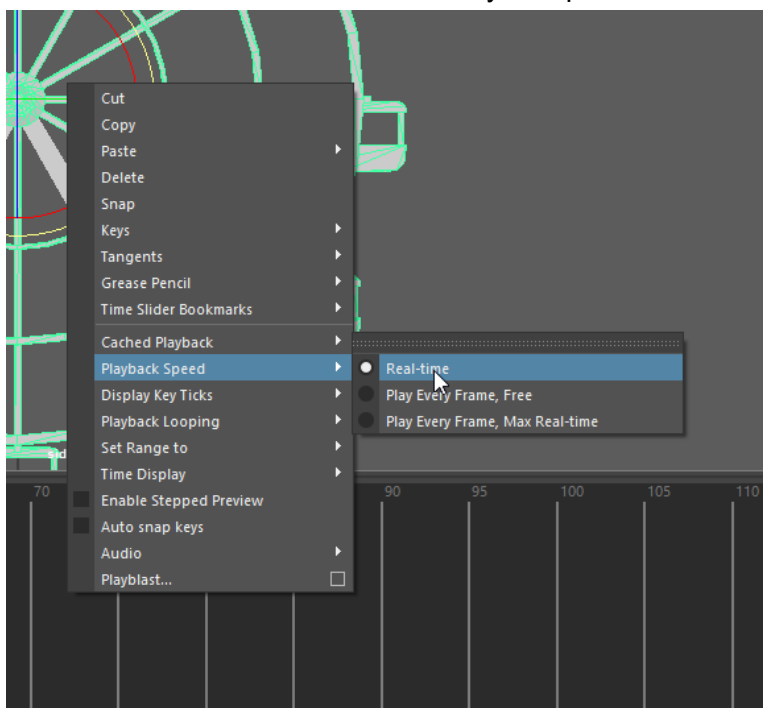 Cut
Copy
Paste
Delete
Snap
Keys
Tangents
Grease Pencil
Time Slider Bookmarks
Cached Playback
Playback Speed
Display Key Ticks
Playback Looping
Set Range to
Time Display
Enable Stepped Preview
Auto snap keys
Audio
Playblast...
Real-time
Play Every Frame, Free
Play Every Frame, Max Real-time
sid
70 90 95 100 105 110